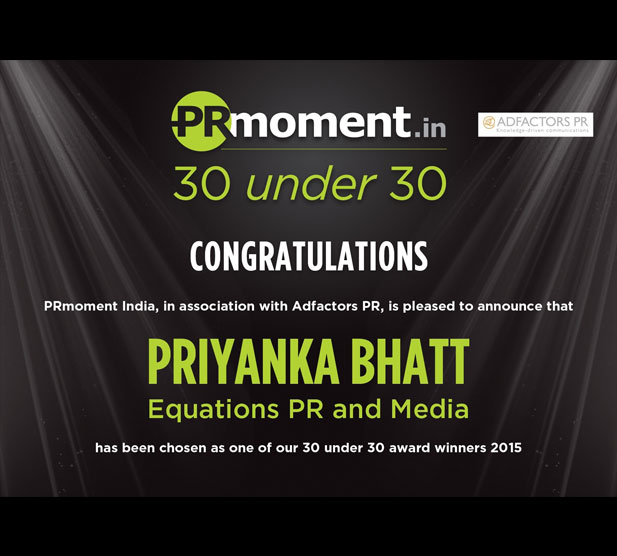 PRmoment.in
ADFACTORS PR
Knowledge-driven communications
30 under 30
CONGRATULATIONS
PRmoment India, in association with Adfactors PR, is pleased to announce that
PRIYANKA BHATT
Equations PR and Media
has been chosen as one of our 30 under 30 award winners 2015